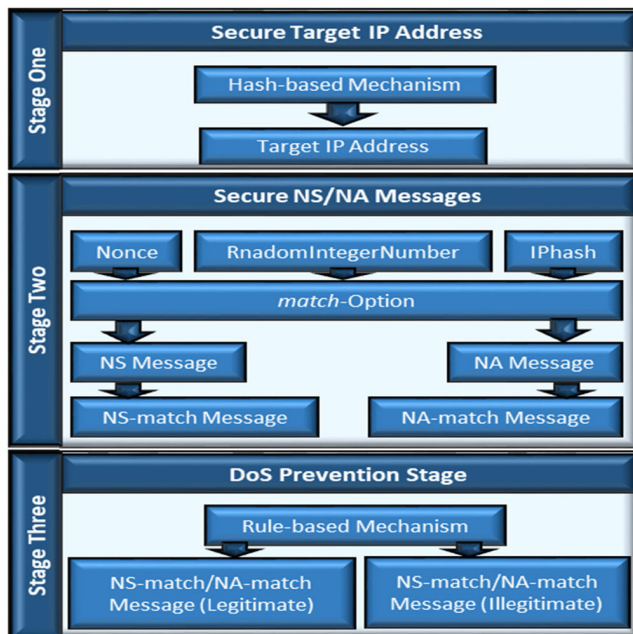 Stage One
Secure Target IP Address
Hash-based Mechanism
Target IP Address
Stage Two
Secure NS/NA Messages
Nonce
RnadomIntegerNumber
IPhash
match-Option
NS Message
NA Message
NS-match Message
NA-match Message
Stage Three
DoS Prevention Stage
Rule-based Mechanism
NS-match/NA-match
Message (Legitimate)
NS-match/NA-match
Message (Illegitimate)